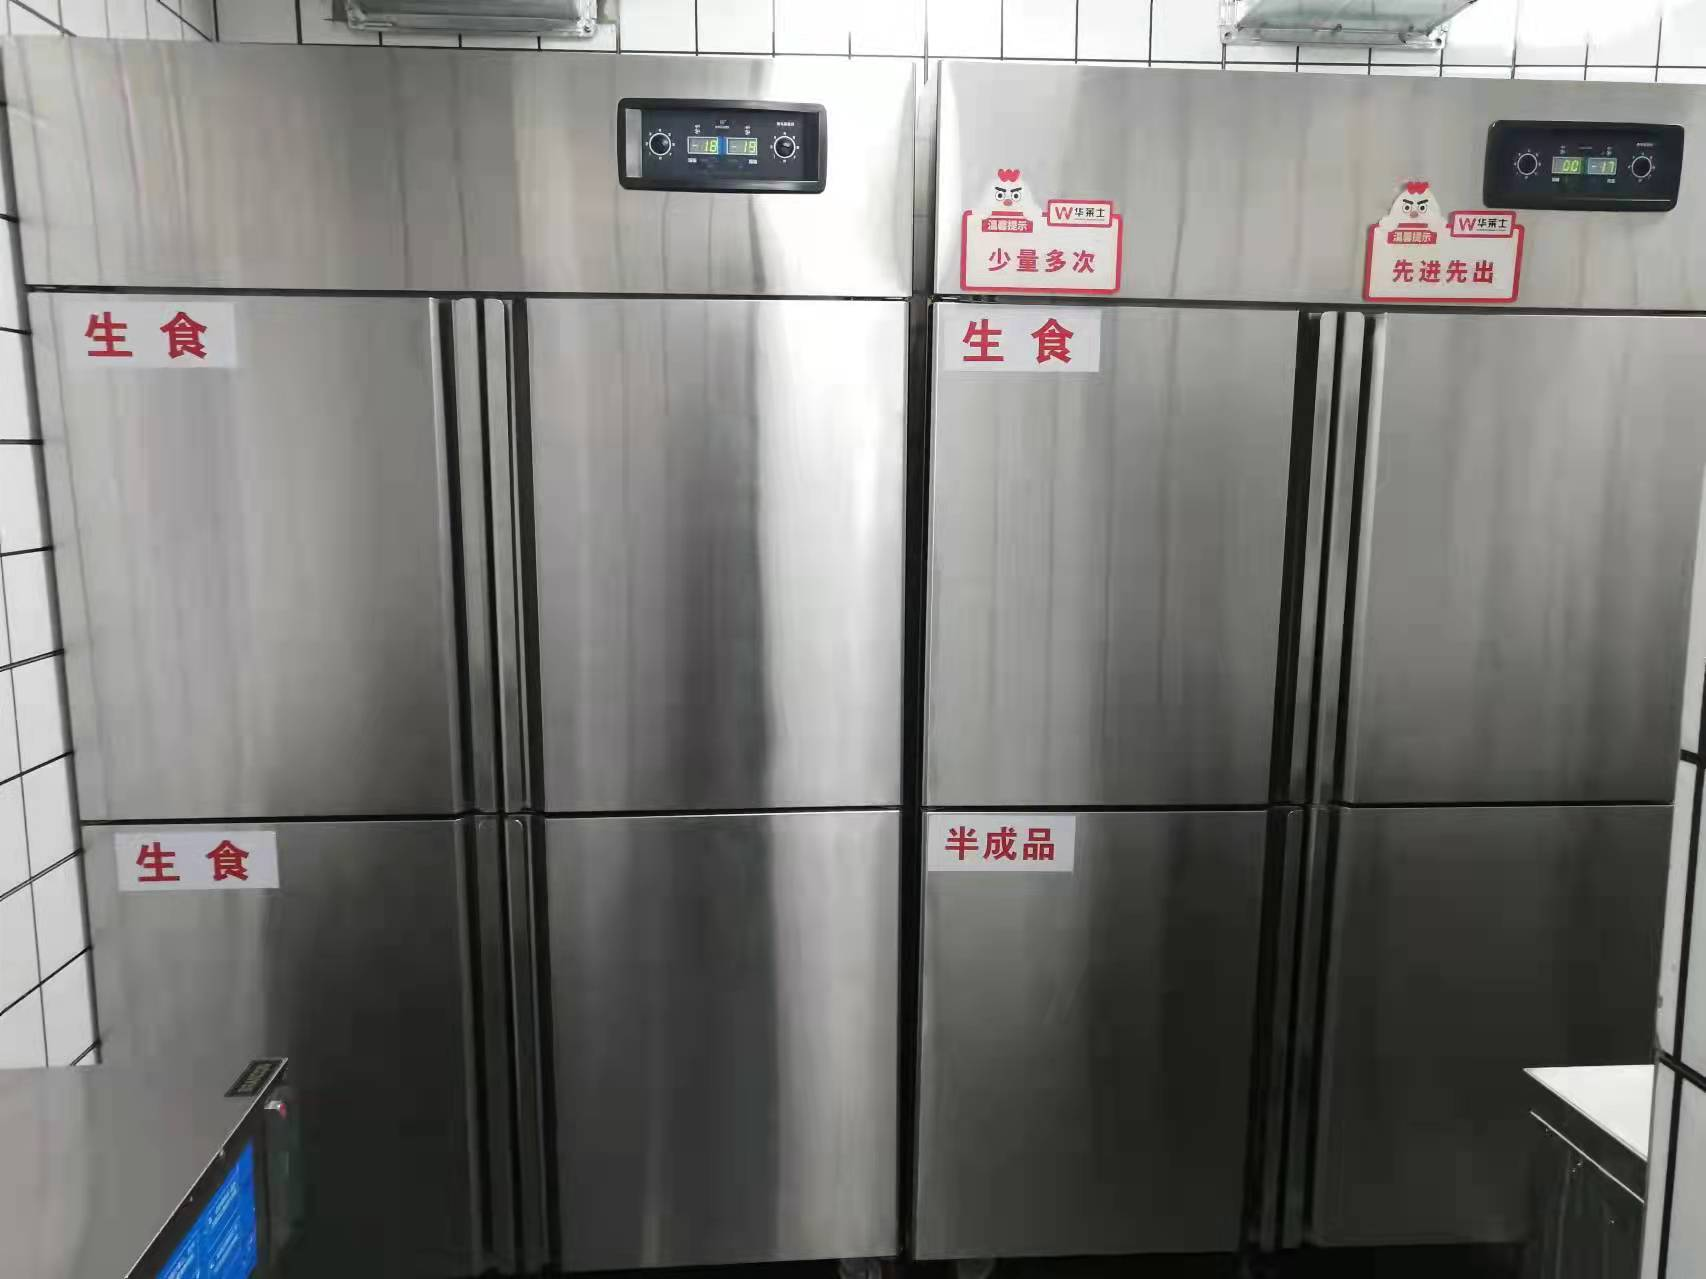 -18 -19
00 -17
华莱士
温馨提示
少量多次
华莱士
温馨提示
先进先出
生食
生食
生食
半成品